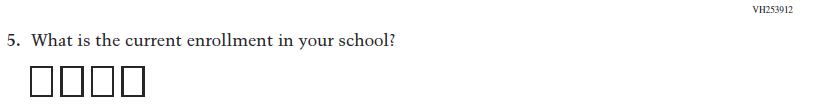 VH253912
5. What is the current enrollment in your school?